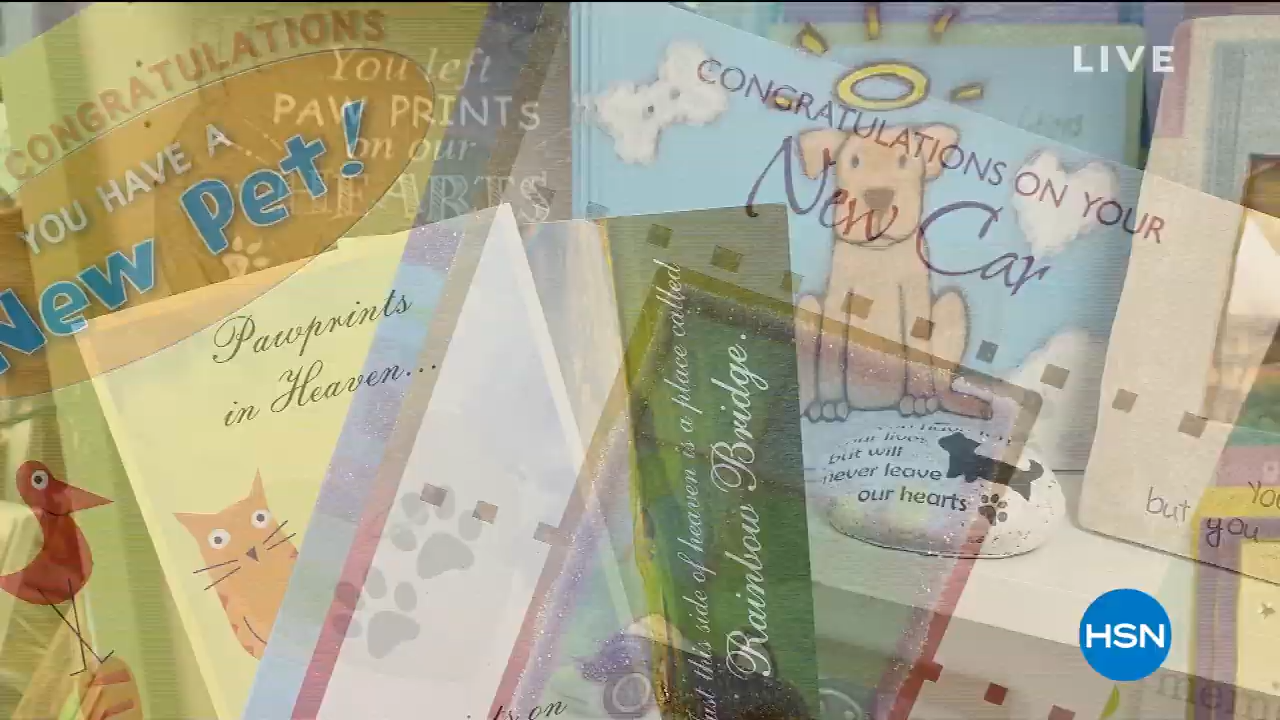 CONGRATULATIONS
YOU HAVE A
New Pet!
You left
PAW PRINTS
on our
HEARTS
LIVE
CONGRATULATIONS ON YOUR
New Car
Pawprints
in Heaven...
just this side of heaven is a place called
Rainbow Bridge.
our lives
but will
never leave
our hearts
but
you
HSN